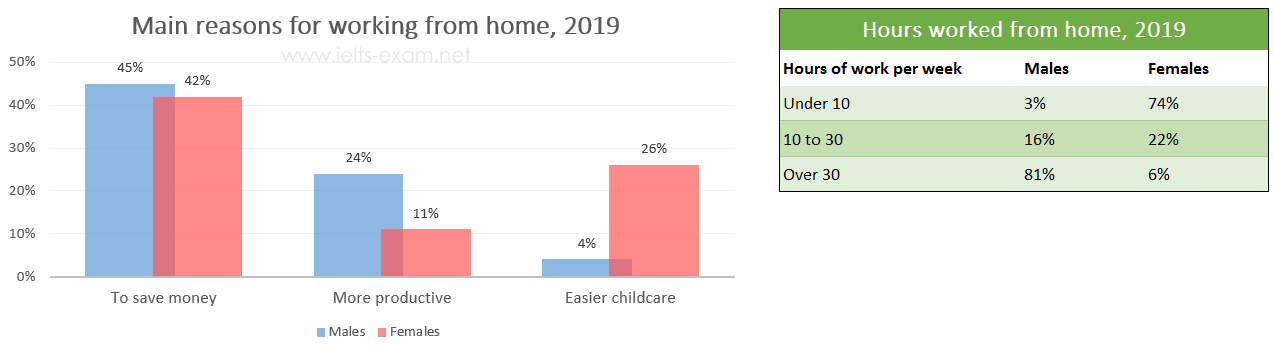 Main reasons for working from home, 2019
www.ielts-exam.net
50%
40%
30%
20%
10%
0%
45%
42%
24%
11%
4%
26%
To save money
More productive
Easier childcare
Males
Females
Hours worked from home, 2019
Hours of work per week Males Females
Under 10 3% 74%
10 to 30 16% 22%
Over 30 81% 6%